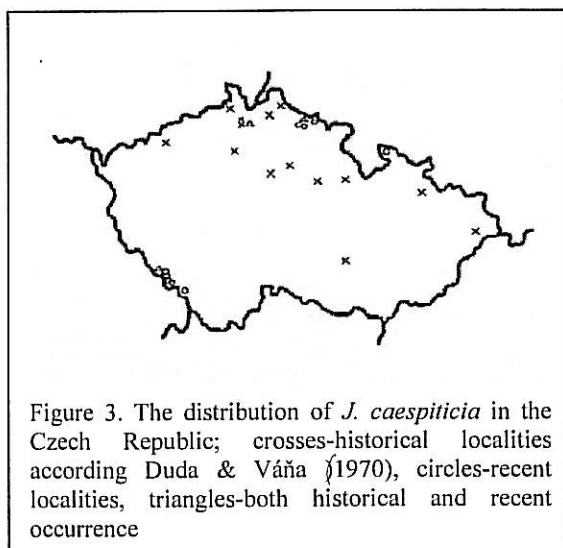 Figure 3. The distribution of J. caespiticia in the
Czech Republic; crosses-historical localities
according Duda & Váňa (1970), circles-recent
localities, triangles-both historical and recent
occurrence